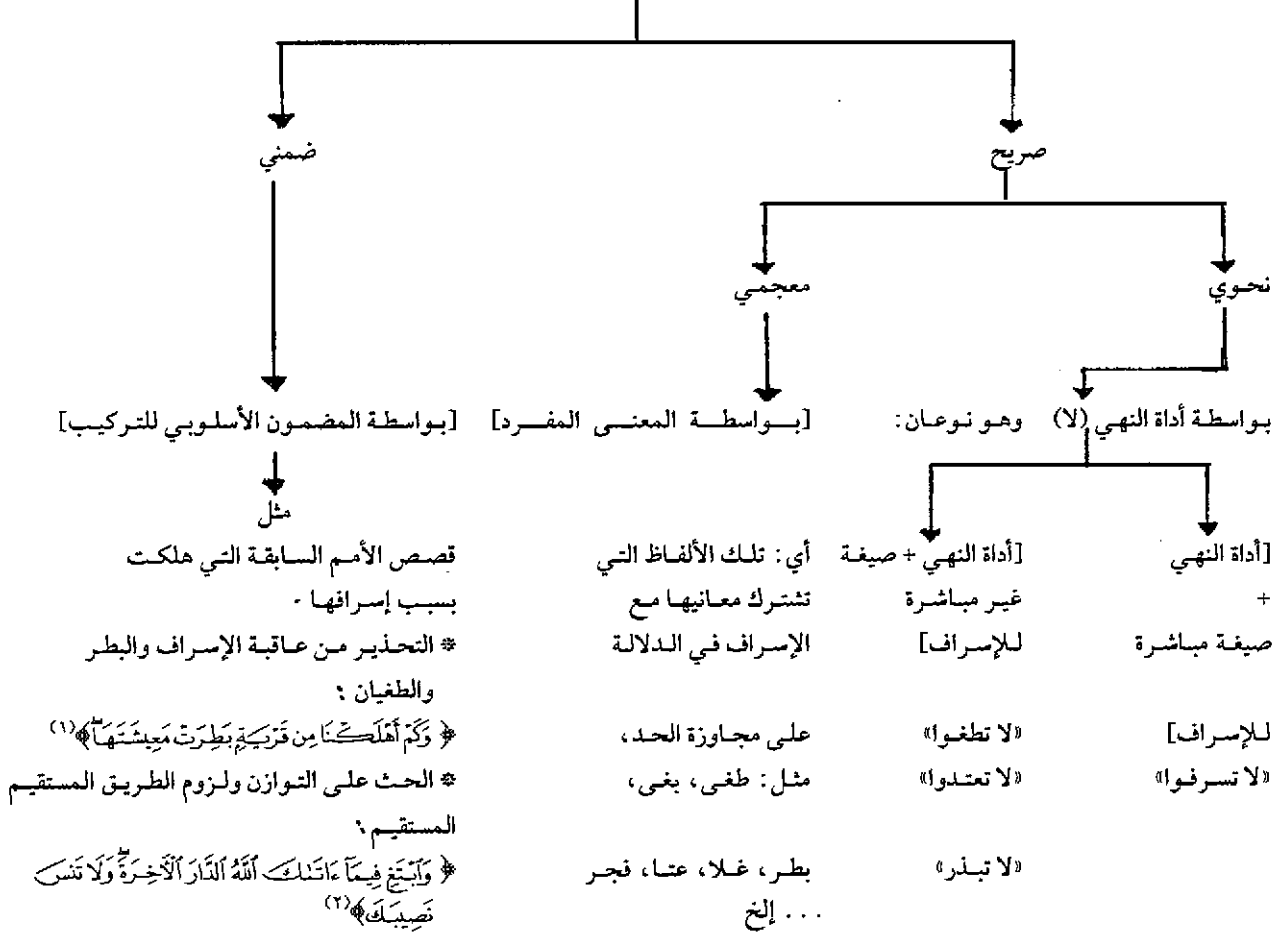 صريح
ضمني
نحوي
معجمي
بواسطة أداة النهي (لا) وهو نوعان:
[بواسطة المعنى المفرد]
[بواسطة المضمون الأسلوبي للتركيب]
[أداة النهي
+
صيغة مباشرة
للإسراف]
«لا تسرفوا»
[أداة النهي + صيغة
غير مباشرة
للإسراف]
«لا تطغوا»
«لا تعتدوا»
«لا تبذر»
أي: تلك الألفاظ التي
تشترك معانيها مع
الإسراف في الدلالة
على مجاوزة الحد،
مثل: طغى، بغى،
بطر، غلا، عتا، فجر
... إلخ
مثل
قصص الأمم السابقة التي هلكت
بسبب إسرافها .
* التحذير من عاقبة الإسراف والبطر
والطغيان :
﴿ وَكَمْ أَهْلَكْنَا مِن قَرْيَةٍ بَطِرَتْ مَعِيشَتَهَا ۖ﴾(١)
* الحث على التوازن ولزوم الطريق المستقيم
المستقيم :
﴿ وَٱبْتَغِ فِيمَآ ءَاتَىٰكَ ٱللَّهُ ٱلدَّارَ ٱلْأَخِرَةَ ۖ وَلَا تَنسَ
نَصِيبَكَ﴾(٢)